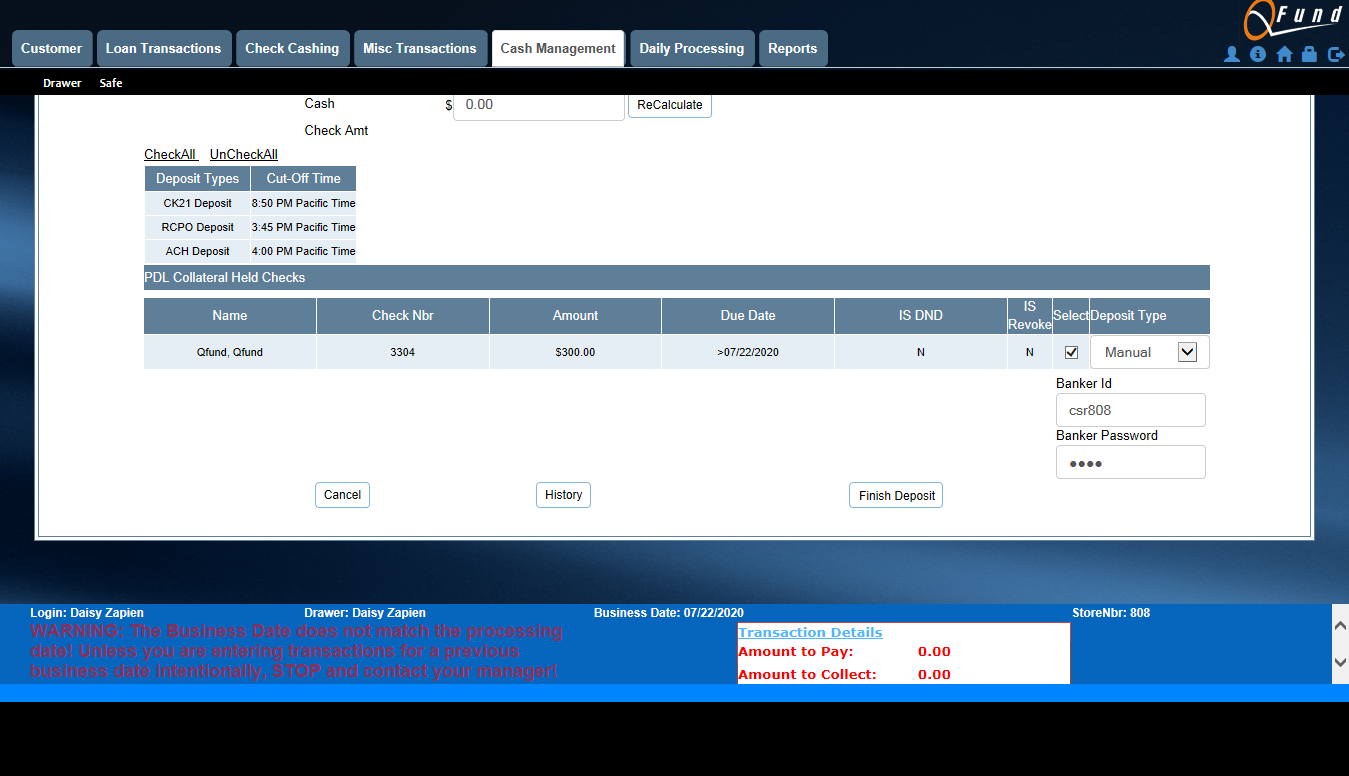 QFund
Customer Loan Transactions Check Cashing Misc Transactions Cash Management Daily Processing Reports
Drawer Safe
Cash $ 0.00 ReCalculate
Check Amt
CheckAll UnCheckAll
Deposit Types Cut-Off Time
CK21 Deposit 8:50 PM Pacific Time
RCPO Deposit 3:45 PM Pacific Time
ACH Deposit 4:00 PM Pacific Time
PDL Collateral Held Checks
Name Check Nbr Amount Due Date IS DND IS Revoke Select Deposit Type
Qfund, Qfund 3304 $300.00 >07/22/2020 N N Manual
Banker Id
csr808
Banker Password
●●●●
Cancel History Finish Deposit
Login: Daisy Zapien Drawer: Daisy Zapien Business Date: 07/22/2020 StoreNbr: 808
WARNING: The Business Date does not match the processing
date! Unless you are entering transactions for a previous
business date intentionally, STOP and contact your manager!
Transaction Details
Amount to Pay: 0.00
Amount to Collect: 0.00